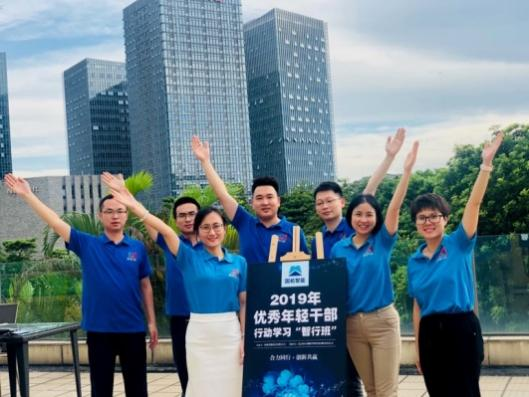 国机智能
2019年
优秀年轻干部
行动学习“智行班”
合力同行·创新共赢